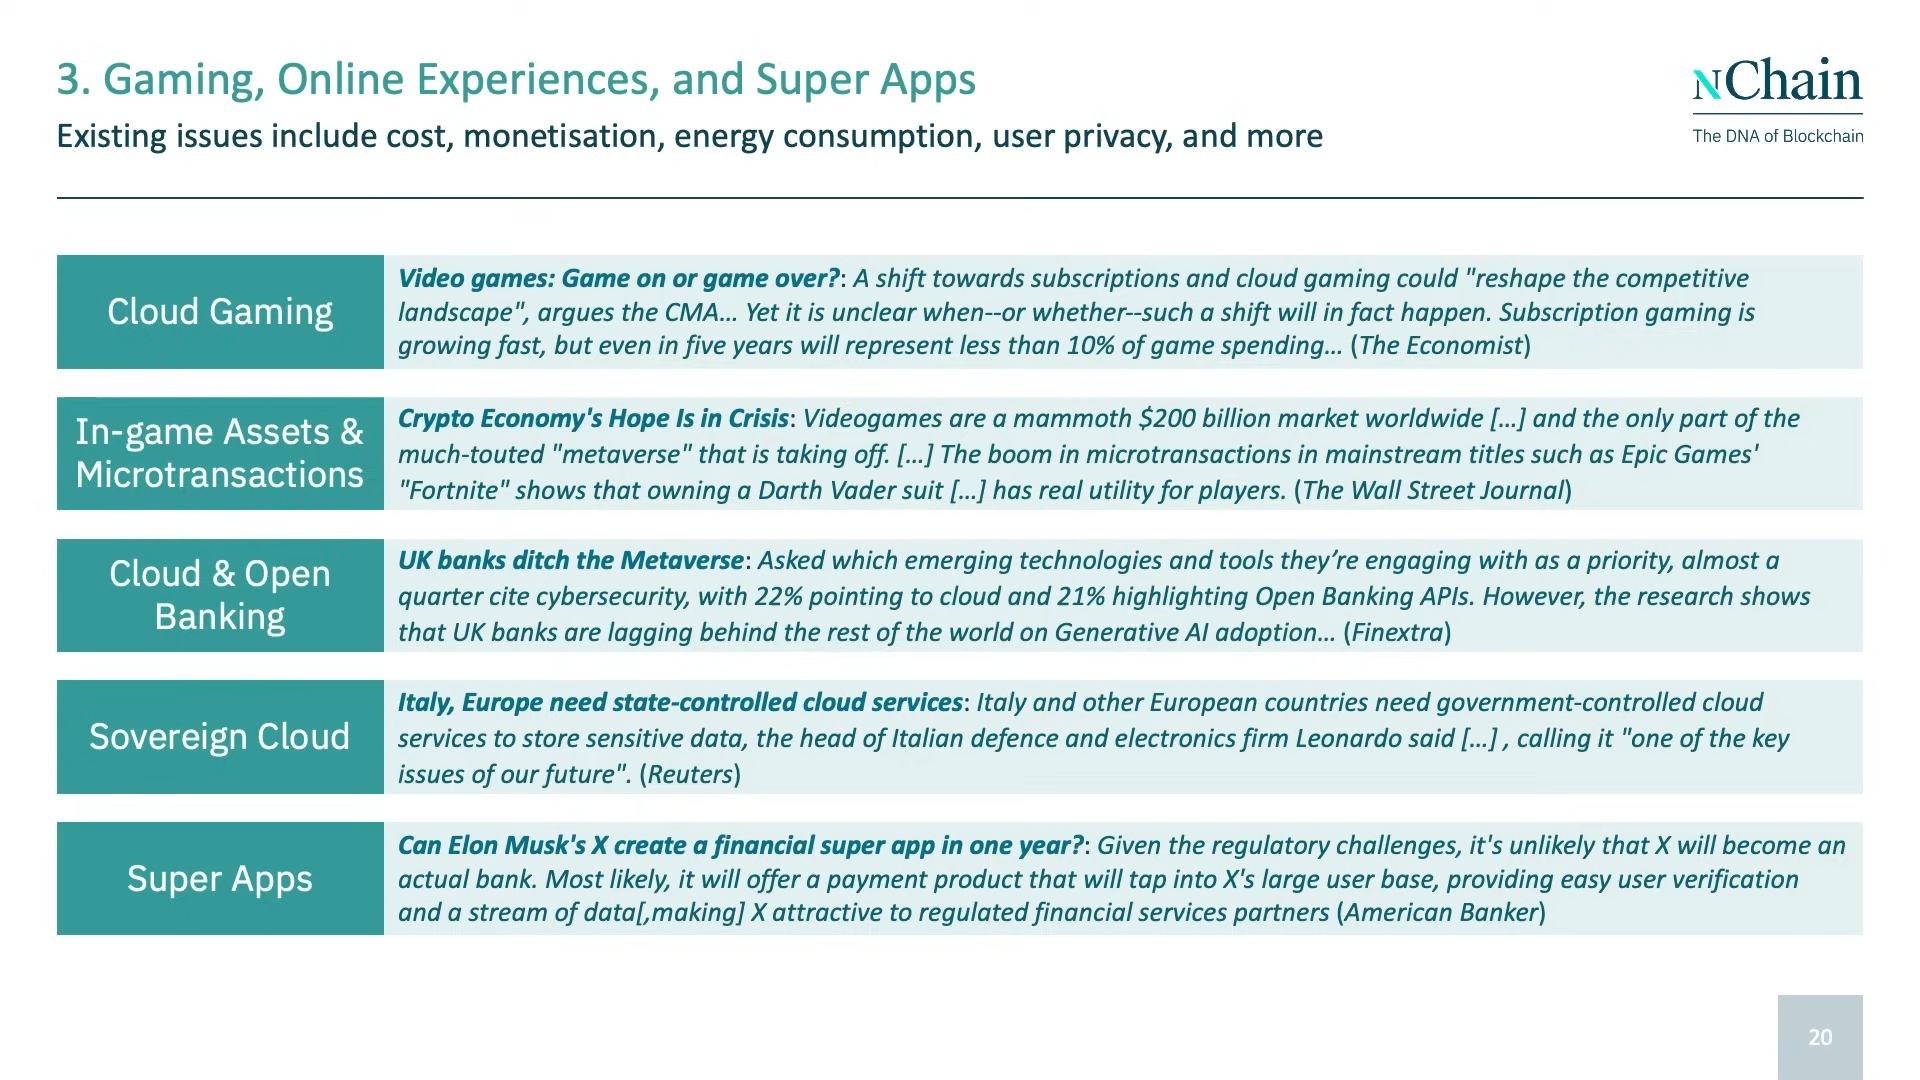 3. Gaming, Online Experiences, and Super Apps
Existing issues include cost, monetisation, energy consumption, user privacy, and more
nChain
The DNA of Blockchain
Cloud Gaming
Video games: Game on or game over?: A shift towards subscriptions and cloud gaming could "reshape the competitive
landscape", argues the CMA... Yet it is unclear when--or whether--such a shift will in fact happen. Subscription gaming is
growing fast, but even in five years will represent less than 10% of game spending... (The Economist)
In-game Assets &
Microtransactions
Crypto Economy's Hope Is in Crisis: Videogames are a mammoth $200 billion market worldwide [...] and the only part of the
much-touted "metaverse" that is taking off. [...] The boom in microtransactions in mainstream titles such as Epic Games'
"Fortnite" shows that owning a Darth Vader suit [...] has real utility for players. (The Wall Street Journal)
Cloud & Open
Banking
UK banks ditch the Metaverse: Asked which emerging technologies and tools they’re engaging with as a priority, almost a
quarter cite cybersecurity, with 22% pointing to cloud and 21% highlighting Open Banking APIs. However, the research shows
that UK banks are lagging behind the rest of the world on Generative AI adoption... (Finextra)
Sovereign Cloud
Italy, Europe need state-controlled cloud services: Italy and other European countries need government-controlled cloud
services to store sensitive data, the head of Italian defence and electronics firm Leonardo said [...] , calling it "one of the key
issues of our future". (Reuters)
Super Apps
Can Elon Musk's X create a financial super app in one year?: Given the regulatory challenges, it's unlikely that X will become an
actual bank. Most likely, it will offer a payment product that will tap into X's large user base, providing easy user verification
and a stream of data[,making] X attractive to regulated financial services partners (American Banker)
20